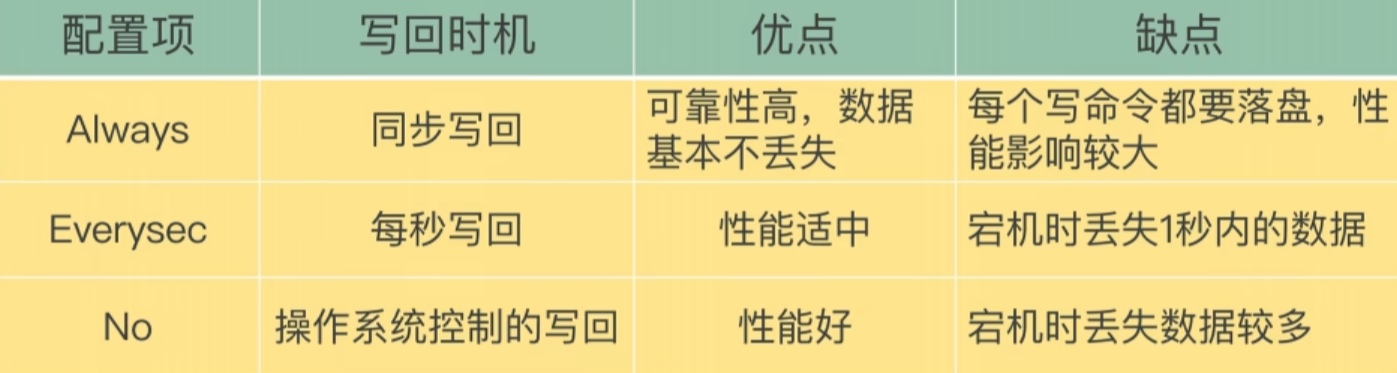 配置项 写回时机 优点 缺点
Always 同步写回 可靠性高，数据基本不丢失 每个写命令都要落盘，性能影响较大
Everysec 每秒写回 性能适中 宕机时丢失1秒内的数据
No 操作系统控制的写回 性能好 宕机时丢失数据较多